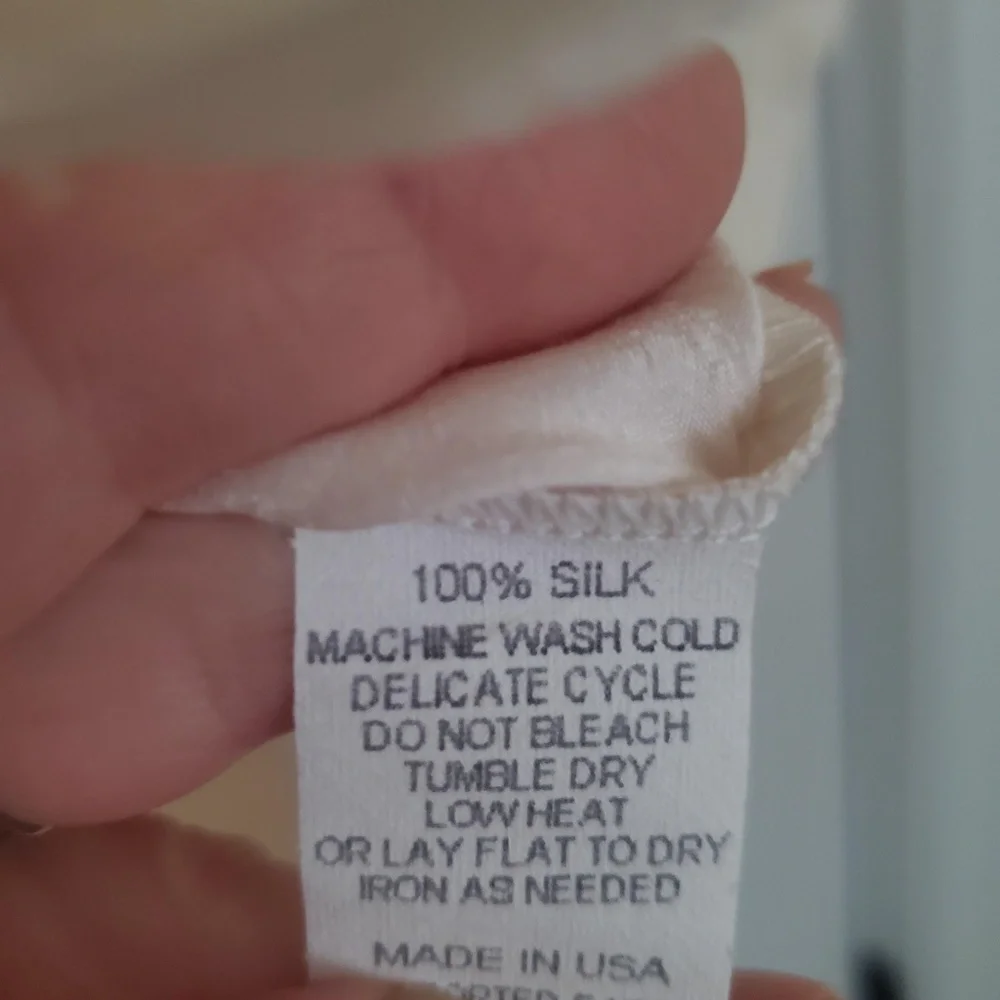 100% SILK
MACHINE WASH COLD
DELICATE CYCLE
DO NOT BLEACH
TUMBLE DRY
LOW HEAT
OR LAY FLAT TO DRY
IRON AS NEEDED
MADE IN USA